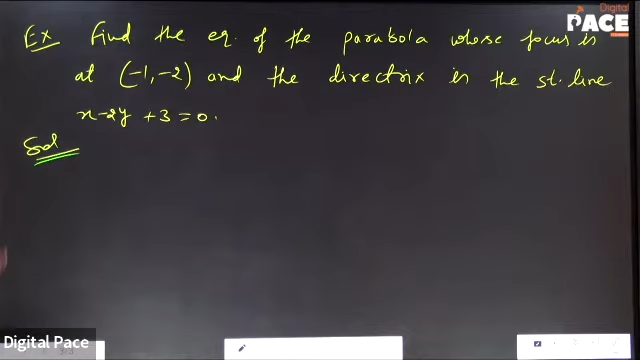 Digital
PACE
Ex Find the eq. of the parabola whose focus is
at (-1,-2) and the directrix is the st. line
x-2y+3=0.
Sol
Digital Pace